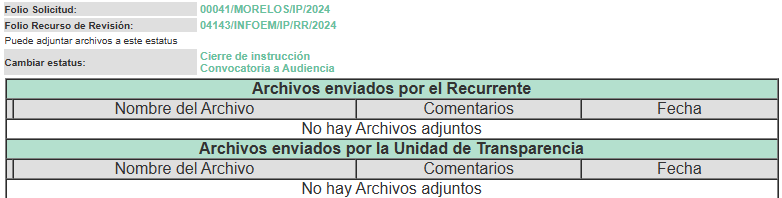 Folio Solicitud: 00041/MORELOS/IP/2024
Folio Recurso de Revisión: 04143/INFOEM/IP/RR/2024
Puede adjuntar archivos a este estatus
Cambiar estatus: Cierre de instrucción
Convocatoria a Audiencia
Archivos enviados por el Recurrente
Nombre del Archivo Comentarios Fecha
No hay Archivos adjuntos
Archivos enviados por la Unidad de Transparencia
Nombre del Archivo Comentarios Fecha
No hay Archivos adjuntos